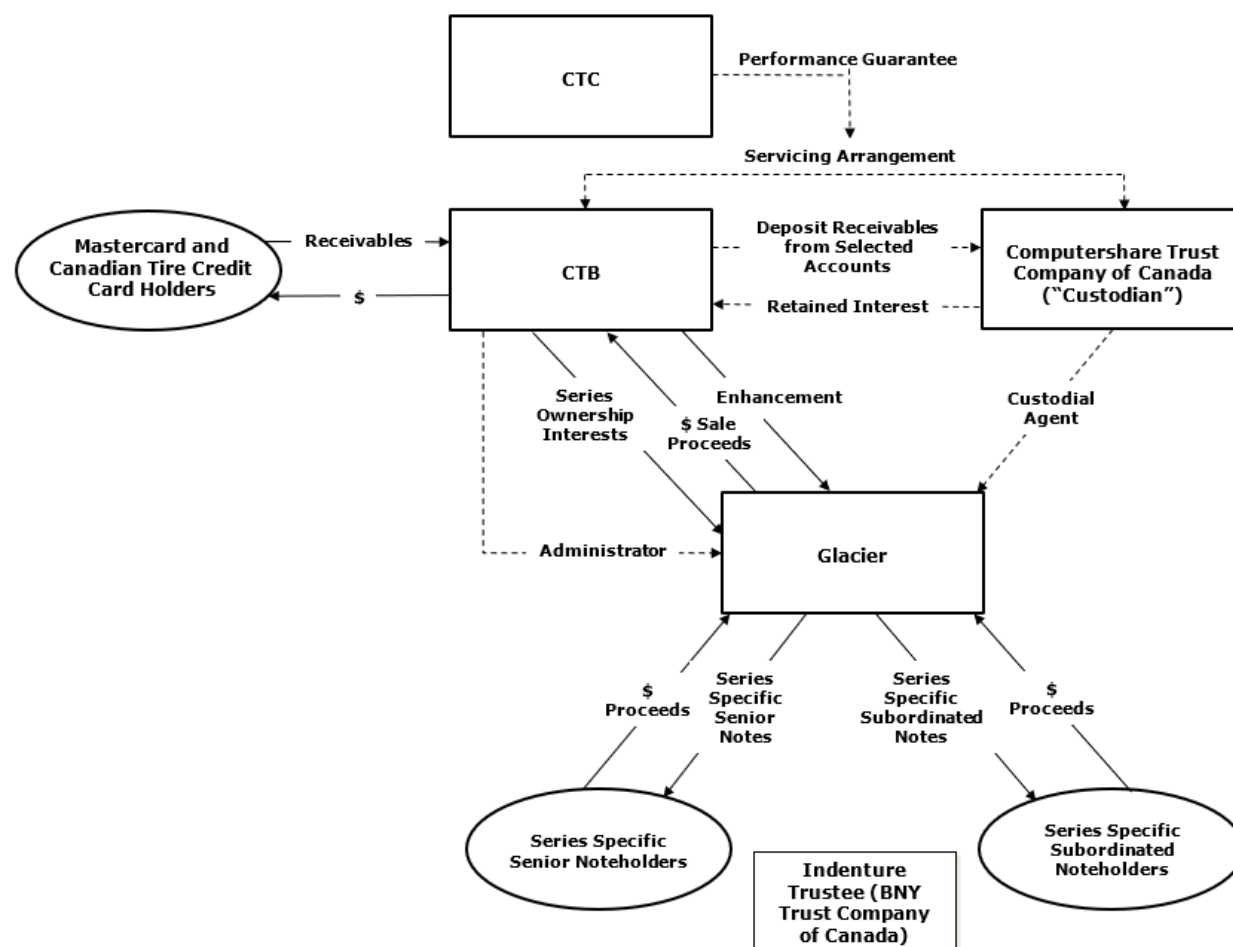 CTC
Performance Guarantee
Servicing Arrangement
Mastercard and
Canadian Tire Credit
Card Holders
Receivables
$
CTB
Deposit Receivables
from Selected
Accounts
Retained Interest
Computershare Trust
Company of Canada
(“Custodian”)
Series
Ownership
Interests
$ Sale
Proceeds
Enhancement
Custodial
Agent
Administrator
Glacier
$
Proceeds
Series
Specific
Senior
Notes
Series
Specific
Subordinated
Notes
$
Proceeds
Series Specific
Senior Noteholders
Indenture
Trustee (BNY
Trust Company
of Canada)
Series Specific
Subordinated
Noteholders